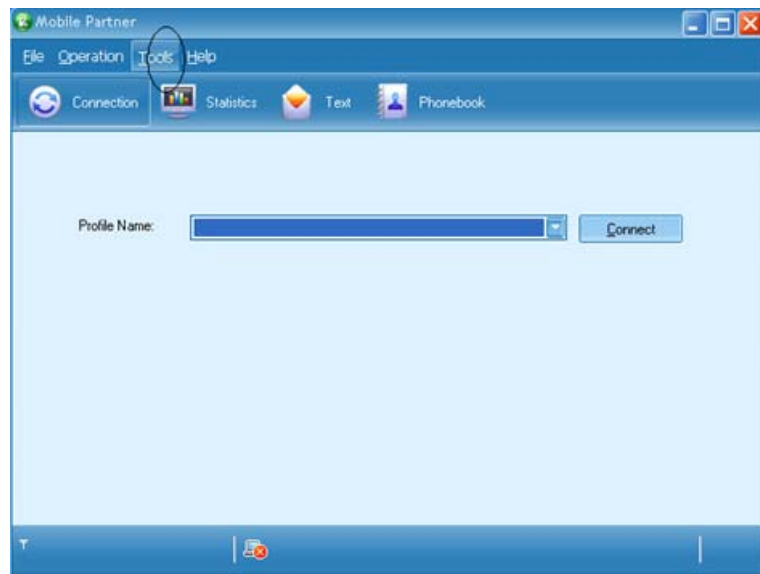 Mobile Partner
File Operation Tools Help
Connection Statistics Text Phonebook
Profile Name: Connect